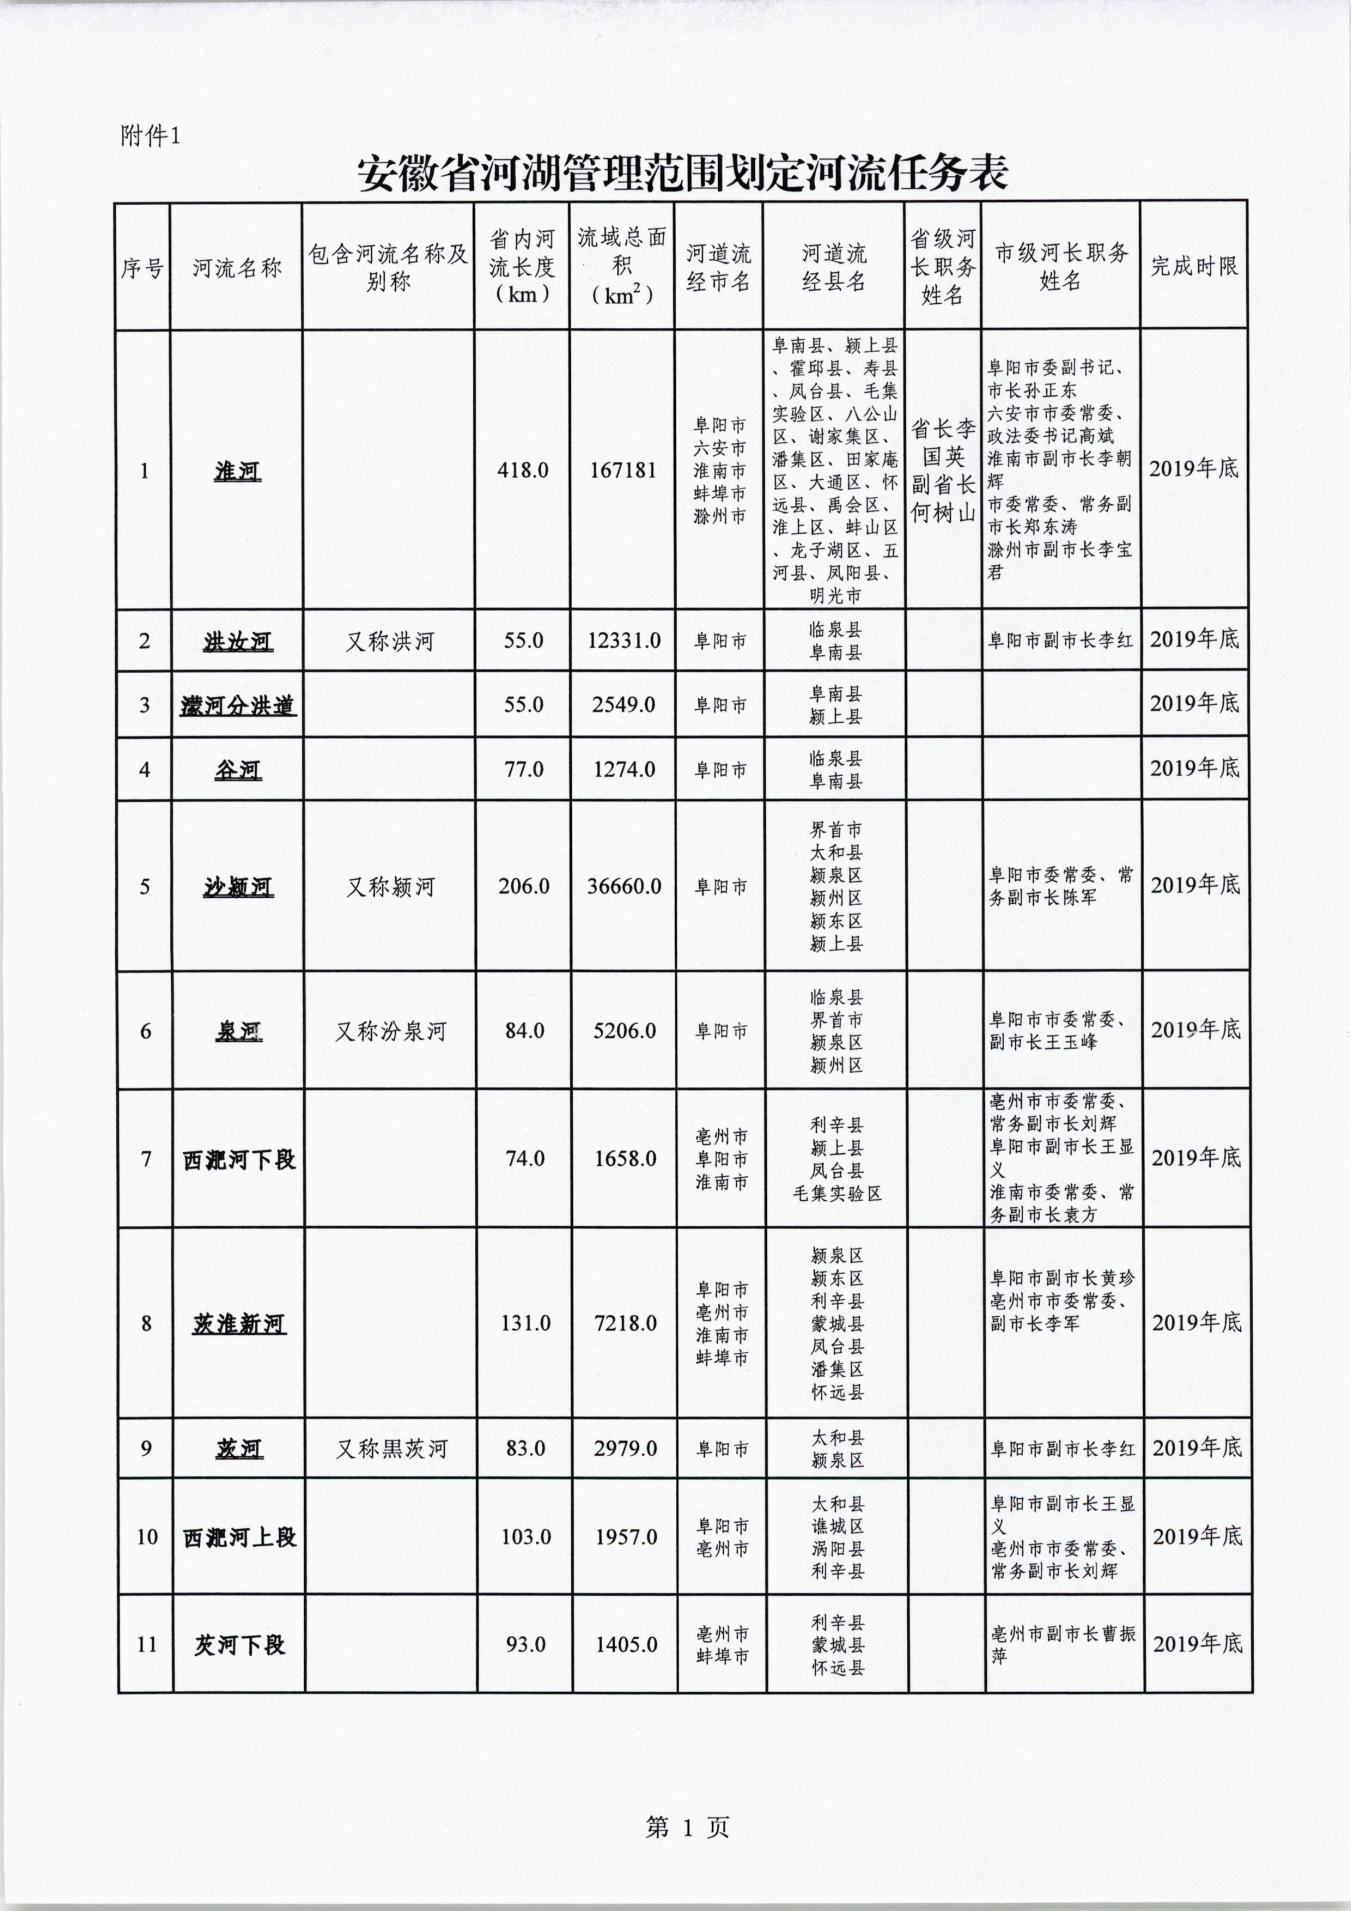 附件1
安徽省河湖管理范围划定河流任务表
序号
河流名称
包含河流名称及
别称
省内河
流长度
（km）
流域总面
积
（km²）
河道流
经市名
河道流
经县名
省级河
长职务
姓名
市级河长职务
姓名
完成时限
1
淮河
418.0
167181
阜阳市
六安市
淮南市
蚌埠市
滁州市
阜南县、颍上县
、霍邱县、寿县
、凤台县、毛集
实验区、八公山
区、谢家集区、
潘集区、田家庵
区、大通区、怀
远县、禹会区、
淮上区、蚌山区
、龙子湖区、五
河县、凤阳县、
明光市
省长李
国英
副省长
何树山
阜阳市委副书记、
市长孙正东
六安市市委常委、
政法委书记高斌
淮南市副市长李朝
辉
市委常委、常务副
市长郑东涛
滁州市副市长李宝
君
2019年底
2
洪汝河
又称洪河
55.0
12331.0
阜阳市
临泉县
阜南县
阜阳市副市长李红
2019年底
3
濛河分洪道
55.0
2549.0
阜阳市
阜南县
颍上县
2019年底
4
谷河
77.0
1274.0
阜阳市
临泉县
阜南县
2019年底
5
沙颍河
又称颍河
206.0
36660.0
阜阳市
界首市
太和县
颍泉区
颍州区
颍东区
颍上县
阜阳市委常委、常
务副市长陈军
2019年底
6
泉河
又称汾泉河
84.0
5206.0
阜阳市
临泉县
界首市
颍泉区
颍州区
阜阳市市委常委、
副市长王玉峰
2019年底
7
西淝河下段
74.0
1658.0
亳州市
阜阳市
淮南市
利辛县
颍上县
凤台县
毛集实验区
亳州市市委常委、
常务副市长刘辉
阜阳市副市长王显
义
淮南市委常委、常
务副市长袁方
2019年底
8
茨淮新河
131.0
7218.0
阜阳市
亳州市
淮南市
蚌埠市
颍泉区
颍东区
利辛县
蒙城县
凤台县
潘集区
怀远县
阜阳市副市长黄珍
亳州市市委常委、
副市长李军
2019年底
9
茨河
又称黑茨河
83.0
2979.0
阜阳市
太和县
颍泉区
阜阳市副市长李红
2019年底
10
西淝河上段
103.0
1957.0
阜阳市
亳州市
太和县
谯城区
涡阳县
利辛县
阜阳市副市长王显
义
亳州市市委常委、
常务副市长刘辉
2019年底
11
芡河下段
93.0
1405.0
亳州市
蚌埠市
利辛县
蒙城县
怀远县
亳州市副市长曹振
萍
2019年底
第 1 页